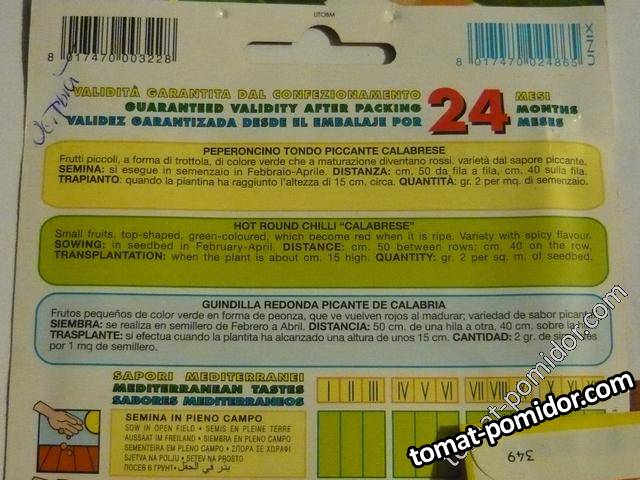 UTORM
8 017470 003228
8 017470 024865
UNIX
Острый
VALIDITÀ GARANTITA DAL CONFEZIONAMENTO
GUARANTEED VALIDITY AFTER PACKING
VALIDEZ GARANTIZADA DESDE EL EMBALAJE POR
24
MESI
MONTHS
MESES
PEPERONCINO TONDO PICCANTE CALABRESE
Frutti piccoli, a forma di trottola, di colore verde che a maturazione diventano rossi. varietà dal sapore piccante.
SEMINA: si esegue in semenzaio in Febbraio-Aprile. DISTANZA: cm. 50 da fila a fila, cm. 40 sulla fila.
TRAPIANTO: quando la piantina ha raggiunto l'altezza di 15 cm. circa. QUANTITÀ: gr. 2 per mq. di semenzaio.
HOT ROUND CHILLI "CALABRESE"
Small fruits, top-shaped, green-coloured, which become red when it is ripe. Variety with spicy flavour.
SOWING: in seedbed in February-April. DISTANCE: cm. 50 between rows; cm. 40 on the row.
TRANSPLANTATION: when the plant is about cm. 15 high. QUANTITY: gr. 2 per sq. m. of seedbed.
GUINDILLA REDONDA PICANTE DE CALABRIA
Frutos pequeños de color verde en forma de peonza, que ve vuelven rojos al madurar; variedad de sabor picante.
SIEMBRA: se realiza en semillero de Febrero a Abril. DISTANCIA: 50 cm. de una hila a otra, 40 cm. sobre la hila.
TRASPLANTE: si efectúa cuando la plantita ha alcanzado una altura de unos 15 cm. CANTIDAD: 2 gr. de
por 1 mq de semillero.
SAPORI MEDITERRANEI
MEDITERRANEAN TASTES
SABORES MEDITERRANEOS
I II III IV V VI VII VIII X XI
SEMINA IN PIENO CAMPO
SOW IN OPEN FIELD • SEMIS EN PLEINE TERRE
AUSSAAT IM FREILAND • SIEMBRA EN PLENO CAMPO
SEMENTEIRA EM PLENO CAMPO • ΣΠΟΡΑ ΣΕ ΧΩΡΑΦΙ
SJETVA NA POLJU • SETEV NA PROSTO
ПОСЕВ В ГРУНТ • بذر في الحقل
349
tomat-pomidor.com
tomat-pomidor.com